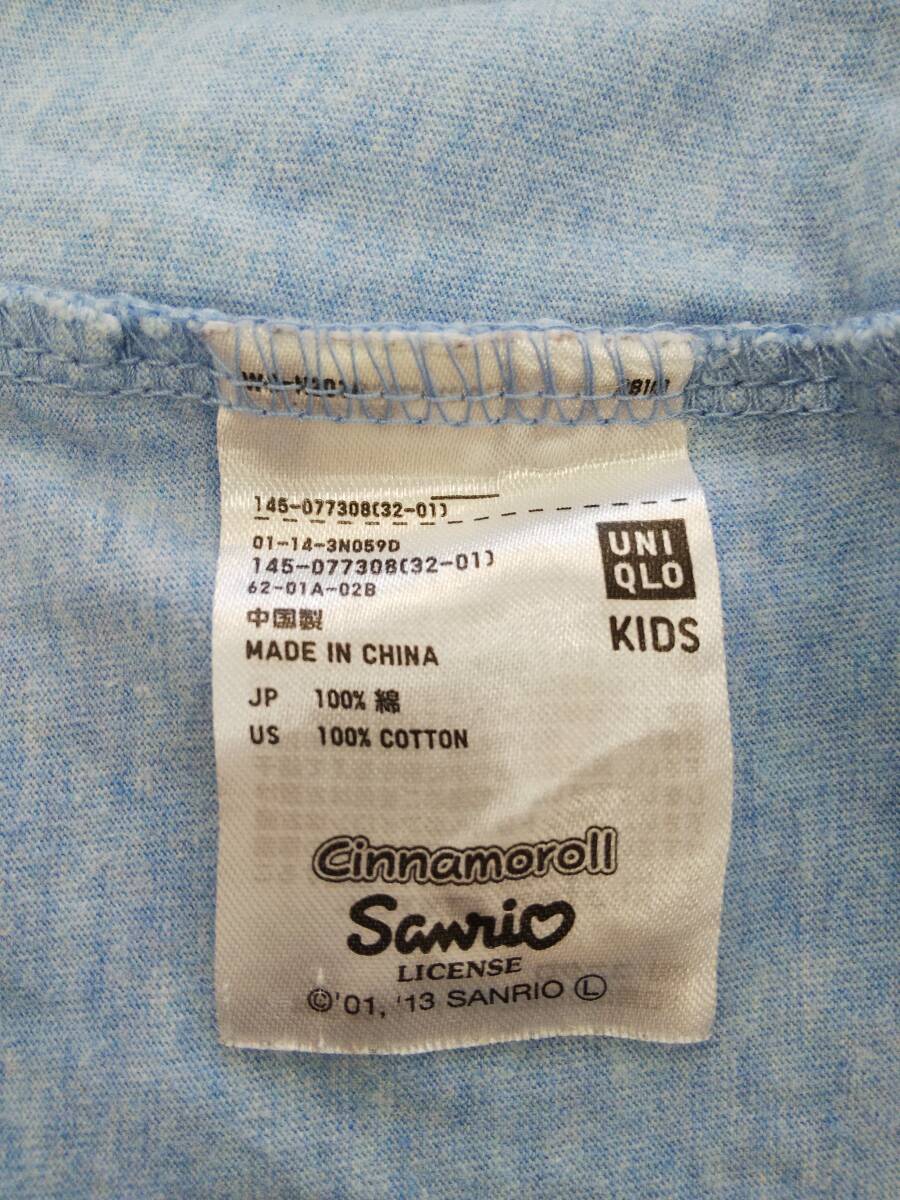 145-077308(32-01)
01-14-3N059D
145-077308(32-01)
62-01A-02B
中国製
MADE IN CHINA
JP 100% 綿
US 100% COTTON
UNI
QLO
KIDS
Cinnamoroll
Sanrio
LICENSE
©'01, '13 SANRIO Ⓛ